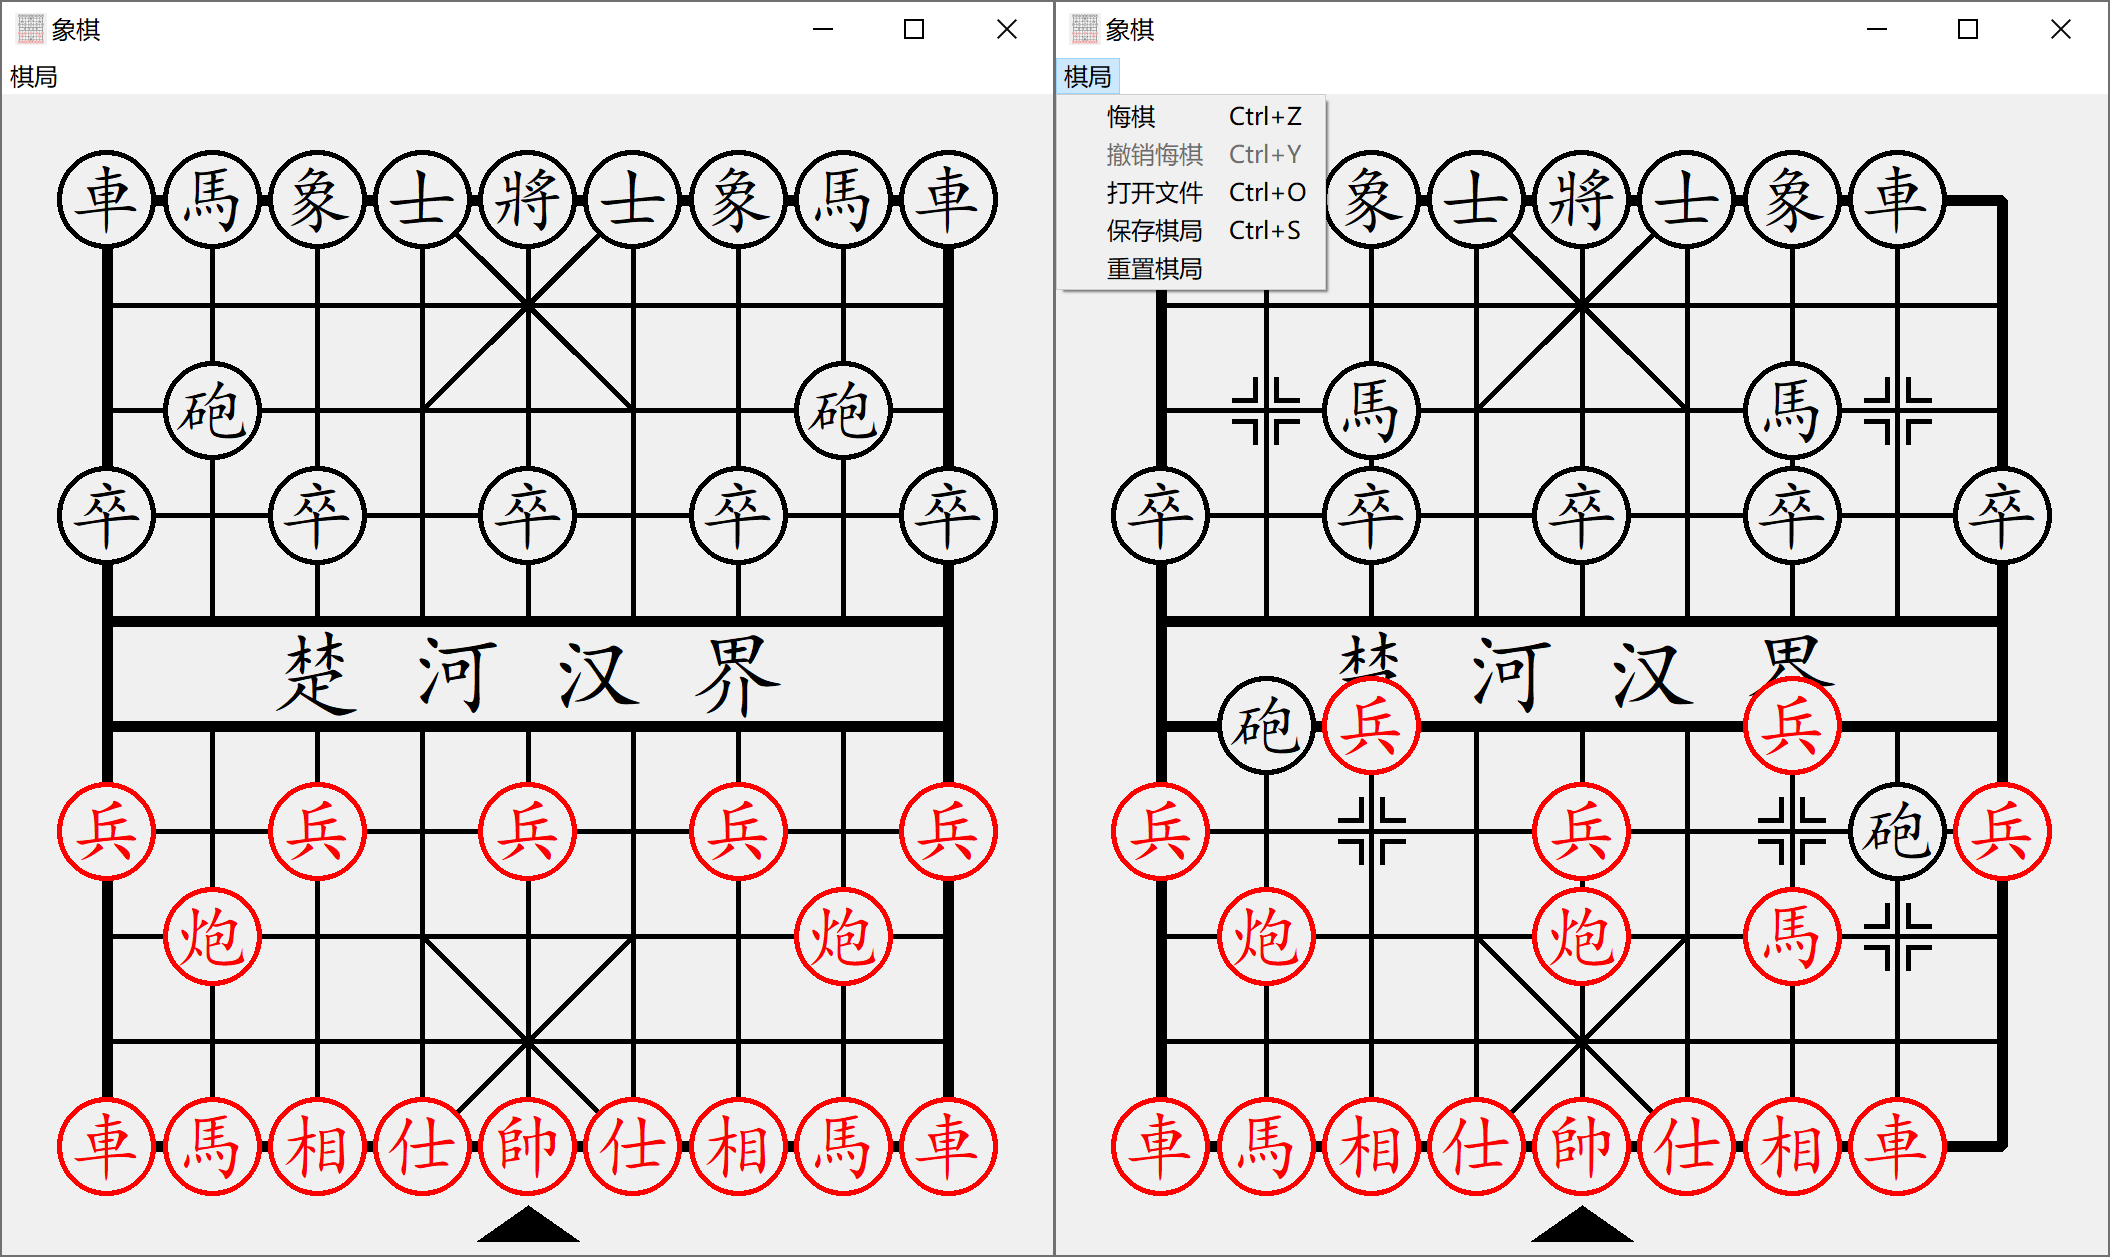 象棋
棋局
車馬象士將士象馬車
砲砲
卒卒卒卒卒
楚河汉界
兵兵兵兵兵
炮炮
車馬相仕帥仕相馬車
象棋
棋局
悔棋 Ctrl+Z
撤销悔棋 Ctrl+Y
打开文件 Ctrl+O
保存棋局 Ctrl+S
重置棋局
象士將士象車
馬馬
卒卒卒卒卒
楚河汉界
砲兵兵
兵兵砲兵
炮炮馬
車馬相仕帥仕相車